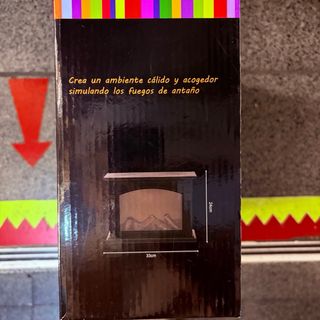 Crea un ambiente cálido y acogedor
simulando los fuegos de antaño
24cm
33cm